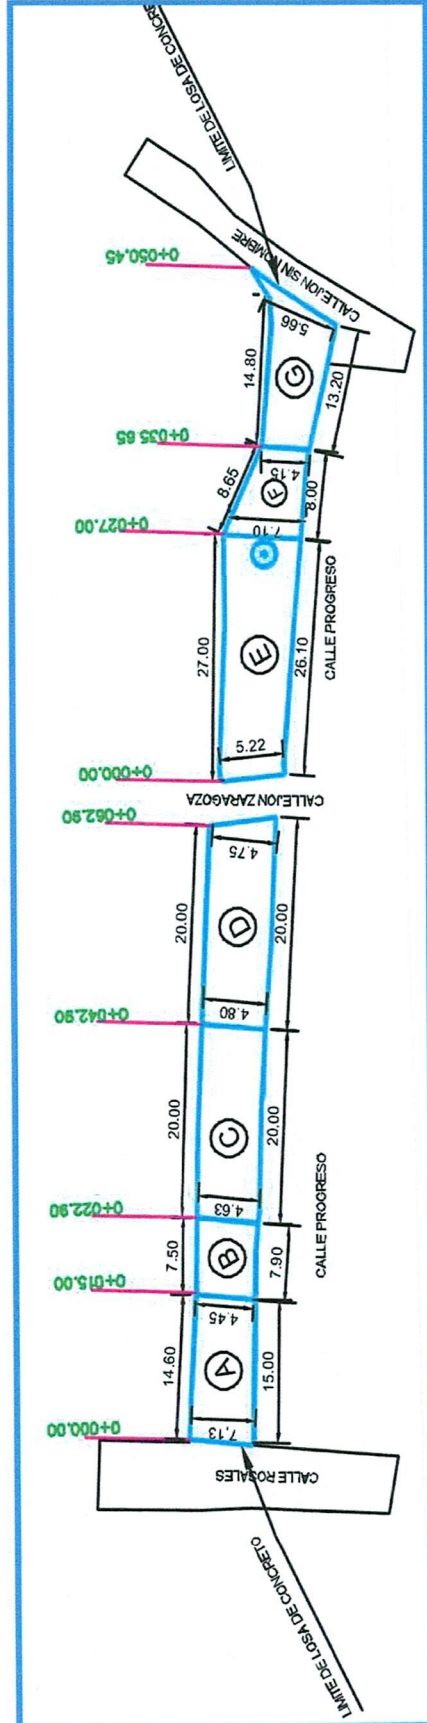 LIMITE DE LOSA DE CONCRE
CALLEJON SIN NOMBRE
0+050.45
5.66
14.80
G
13.20
0+035.65
4.15
8.65
F
8.00
0+027.00
7.10
27.00
E
26.10
CALLE PROGRESO
5.22
0+000.00
CALLEJON ZARAGOZA
0+062.90
4.75
20.00
D
20.00
4.80
0+042.90
20.00
C
20.00
4.63
0+022.90
7.50
B
7.90
CALLE PROGRESO
0+015.00
4.45
14.60
A
15.00
7.13
0+000.00
CALLE ROSALES
LIMITE DE LOSA DE CONCRETO